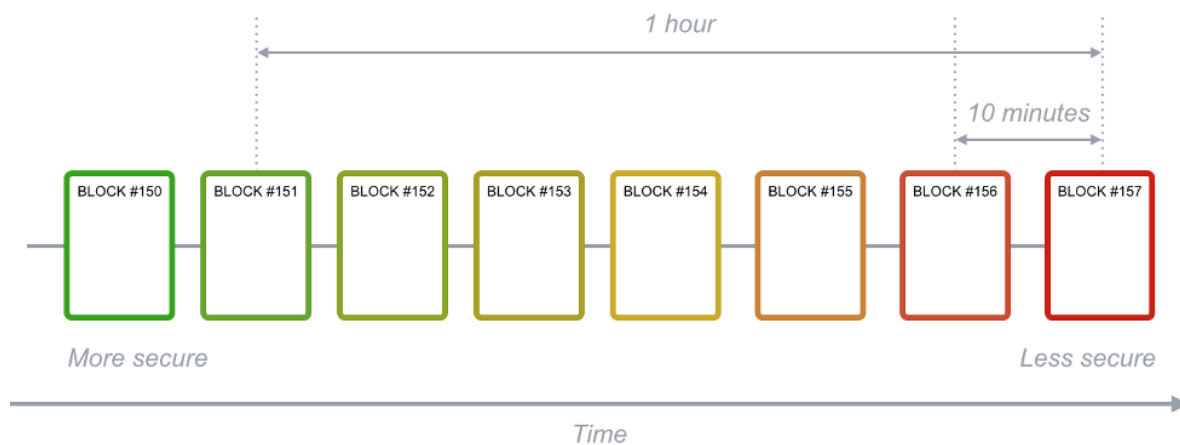 1 hour
10 minutes
BLOCK #150
BLOCK #151
BLOCK #152
BLOCK #153
BLOCK #154
BLOCK #155
BLOCK #156
BLOCK #157
More secure
Less secure
Time